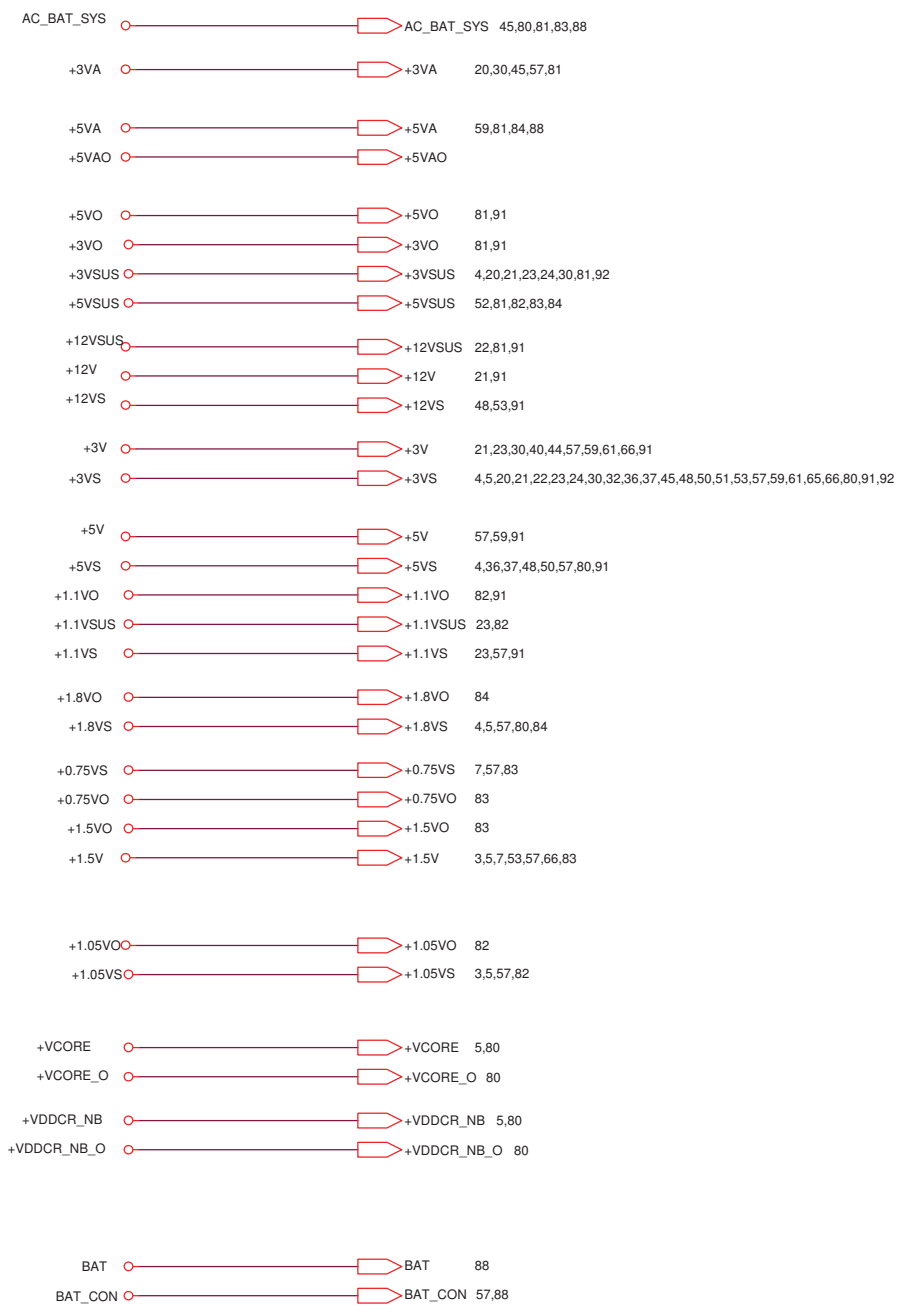 AC_BAT_SYS AC_BAT_SYS 45,80,81,83,88
+3VA +3VA 20,30,45,57,81
+5VA +5VA 59,81,84,88
+5VAO +5VAO
+5VO +5VO 81,91
+3VO +3VO 81,91
+3VSUS +3VSUS 4,20,21,23,24,30,81,92
+5VSUS +5VSUS 52,81,82,83,84
+12VSUS +12VSUS 22,81,91
+12V +12V 21,91
+12VS +12VS 48,53,91
+3V +3V 21,23,30,40,44,57,59,61,66,91
+3VS +3VS 4,5,20,21,22,23,24,30,32,36,37,45,48,50,51,53,57,59,61,65,66,80,91,92
+5V +5V 57,59,91
+5VS +5VS 4,36,37,48,50,57,80,91
+1.1VO +1.1VO 82,91
+1.1VSUS +1.1VSUS 23,82
+1.1VS +1.1VS 23,57,91
+1.8VO +1.8VO 84
+1.8VS +1.8VS 4,5,57,80,84
+0.75VS +0.75VS 7,57,83
+0.75VO +0.75VO 83
+1.5VO +1.5VO 83
+1.5V +1.5V 3,5,7,53,57,66,83
+1.05VO +1.05VO 82
+1.05VS +1.05VS 3,5,57,82
+VCORE +VCORE 5,80
+VCORE_O +VCORE_O 80
+VDDCR_NB +VDDCR_NB 5,80
+VDDCR_NB_O +VDDCR_NB_O 80
BAT BAT 88
BAT_CON BAT_CON 57,88